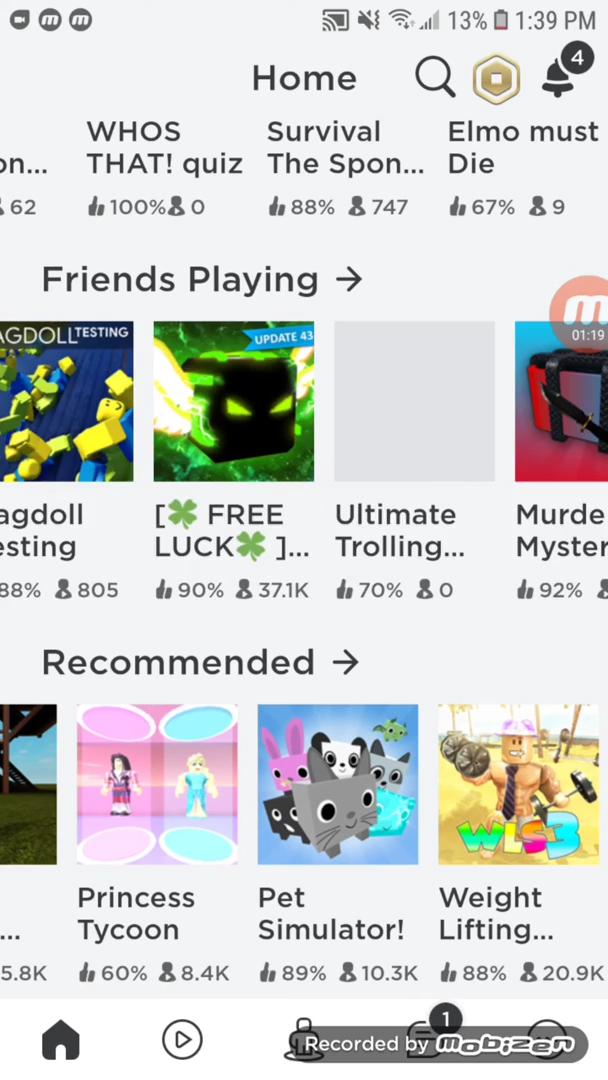 13% 1:39 PM
Home
4
on...
WHOS
THAT! quiz
Survival
The Spon...
Elmo must
Die
62
100% 0
88% 747
67% 9
Friends Playing →
01:19
AGDOLL TESTING
UPDATE 43
agdoll
esting
[🍀 FREE
LUCK🍀 ]...
Ultimate
Trolling...
Murde
Myster
88% 805
90% 37.1K
70% 0
92%
Recommended →
WLS3
...
Princess
Tycoon
Pet
Simulator!
Weight
Lifting...
5.8K
60% 8.4K
89% 10.3K
88% 20.9K
1
Recorded by mobizen